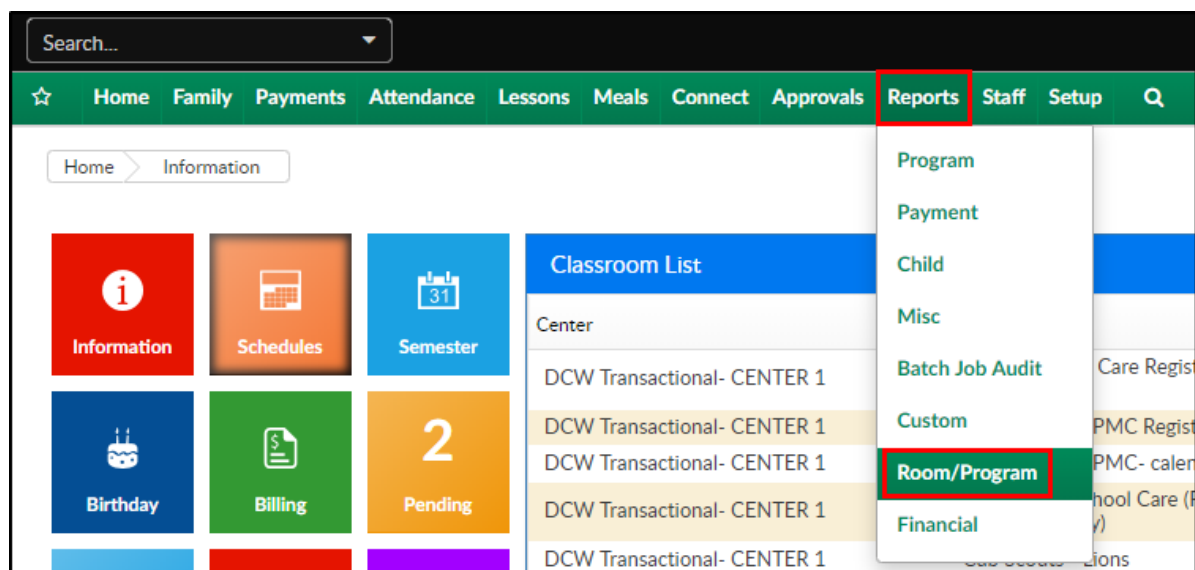 Search...
Home Family Payments Attendance Lessons Meals Connect Approvals Reports Staff Setup
Home Information
Program
Payment
Child
Misc
Batch Job Audit
Custom
Room/Program
Financial
Information
Schedules
31
Semester
Birthday
$
Billing
2
Pending
Classroom List
Center
DCW Transactional- CENTER 1 Care Regist
DCW Transactional- CENTER 1 PMC Regist
DCW Transactional- CENTER 1 PMC- calen
DCW Transactional- CENTER 1 hool Care (F
y)
DCW Transactional- CENTER 1 ions